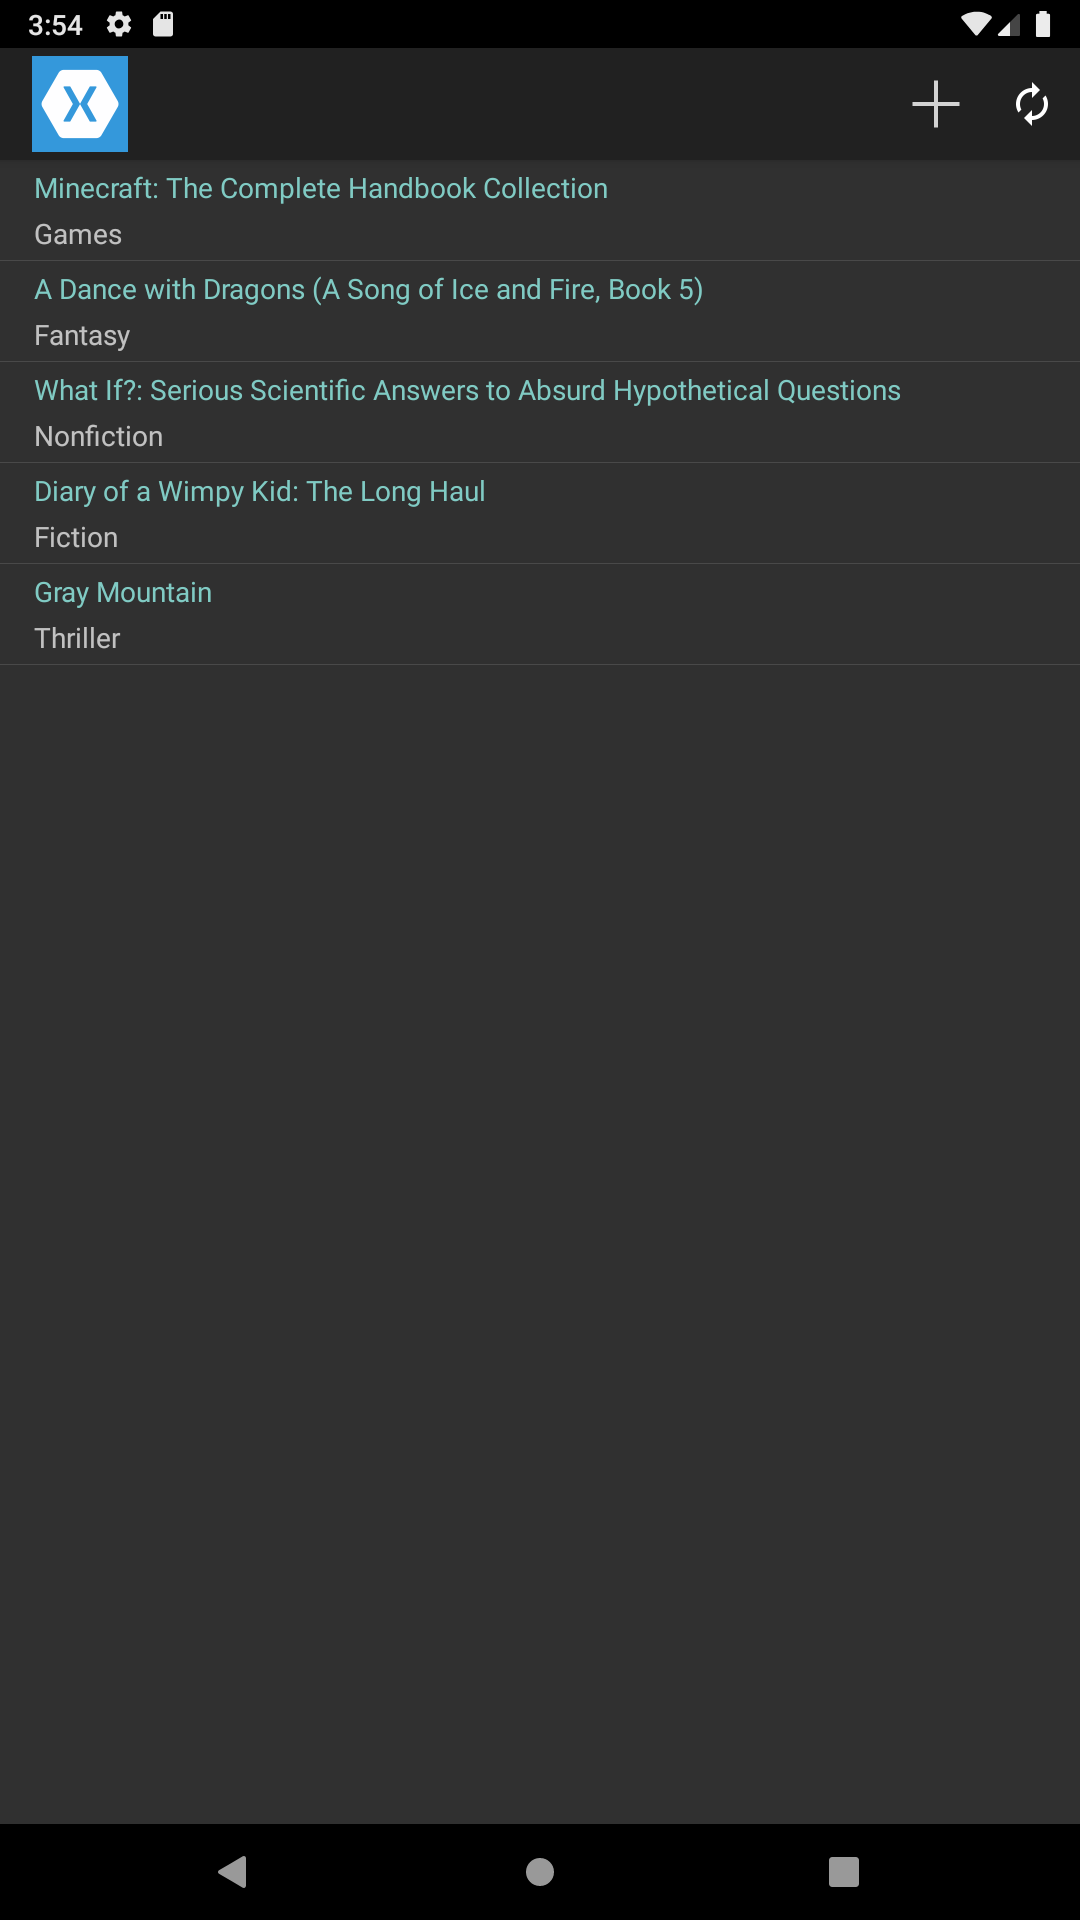 3:54
X
Minecraft: The Complete Handbook Collection
Games
A Dance with Dragons (A Song of Ice and Fire, Book 5)
Fantasy
What If?: Serious Scientific Answers to Absurd Hypothetical Questions
Nonfiction
Diary of a Wimpy Kid: The Long Haul
Fiction
Gray Mountain
Thriller